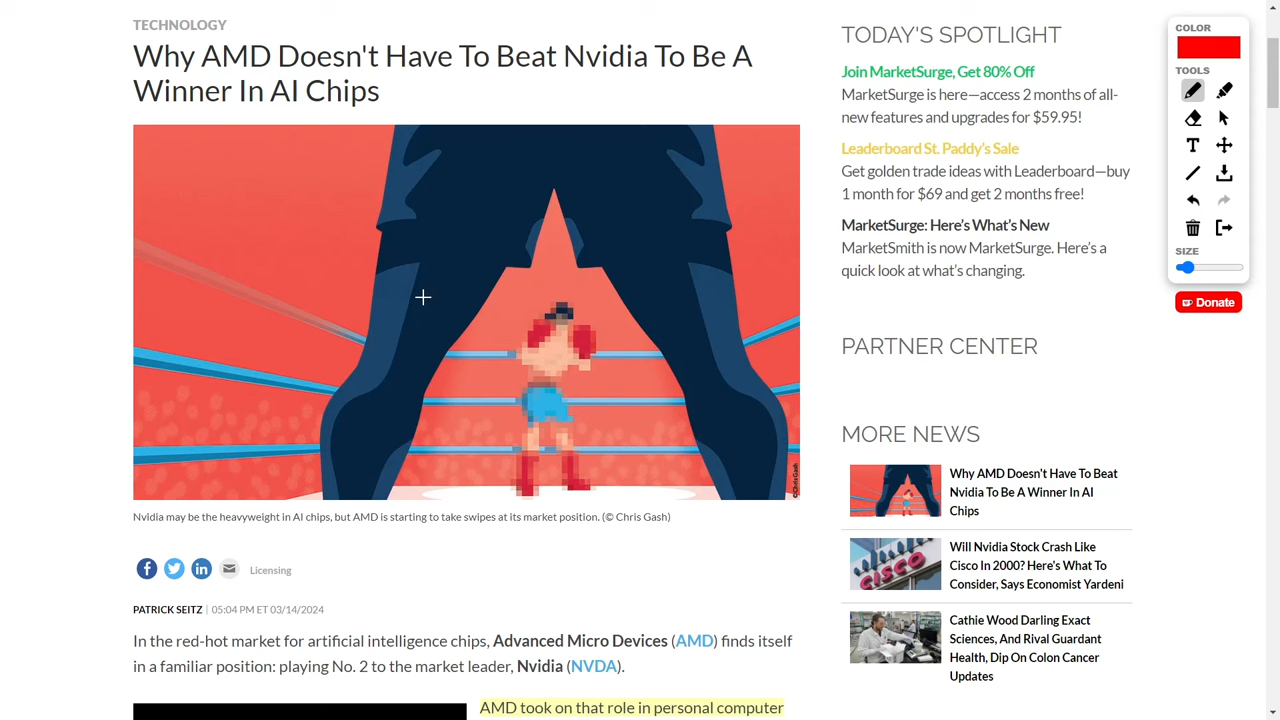 TECHNOLOGY
Why AMD Doesn't Have To Beat Nvidia To Be A
Winner In AI Chips
©Chris Gash
Nvidia may be the heavyweight in AI chips, but AMD is starting to take swipes at its market position. (© Chris Gash)
Licensing
PATRICK SEITZ | 05:04 PM ET 03/14/2024
In the red-hot market for artificial intelligence chips, Advanced Micro Devices (AMD) finds itself
in a familiar position: playing No. 2 to the market leader, Nvidia (NVDA).
AMD took on that role in personal computer
TODAY'S SPOTLIGHT
Join MarketSurge, Get 80% Off
MarketSurge is here—access 2 months of all-
new features and upgrades for $59.95!
Leaderboard St. Paddy's Sale
Get golden trade ideas with Leaderboard—buy
1 month for $69 and get 2 months free!
MarketSurge: Here's What's New
MarketSmith is now MarketSurge. Here's a
quick look at what's changing.
PARTNER CENTER
MORE NEWS
Why AMD Doesn't Have To Beat
Nvidia To Be A Winner In AI
Chips
CISCO
Will Nvidia Stock Crash Like
Cisco In 2000? Here's What To
Consider, Says Economist Yardeni
Cathie Wood Darling Exact
Sciences, And Rival Guardant
Health, Dip On Colon Cancer
Updates
COLOR
TOOLS
T
SIZE
Donate